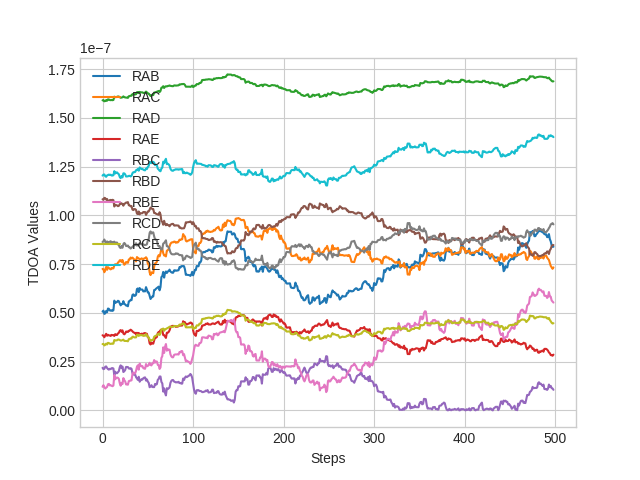 1e−7
1.75
1.50
1.25
1.00
0.75
0.50
0.25
0.00
TDOA Values
RAB
RAC
RAD
RAE
RBC
RBD
RBE
RCD
RCE
RDE
0 100 200 300 400 500
Steps